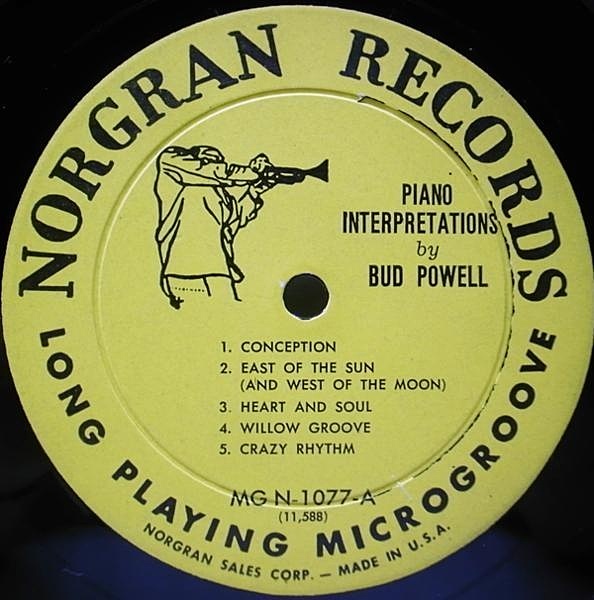 NORGRAN RECORDS
PIANO
INTERPRETATIONS
by
BUD POWELL
1. CONCEPTION
2. EAST OF THE SUN
(AND WEST OF THE MOON)
3. HEART AND SOUL
4. WILLOW GROOVE
5. CRAZY RHYTHM
MG N-1077-A
(11,588)
LONG PLAYING MICROGROOVE
NORGRAN SALES CORP. — MADE IN U.S.A.